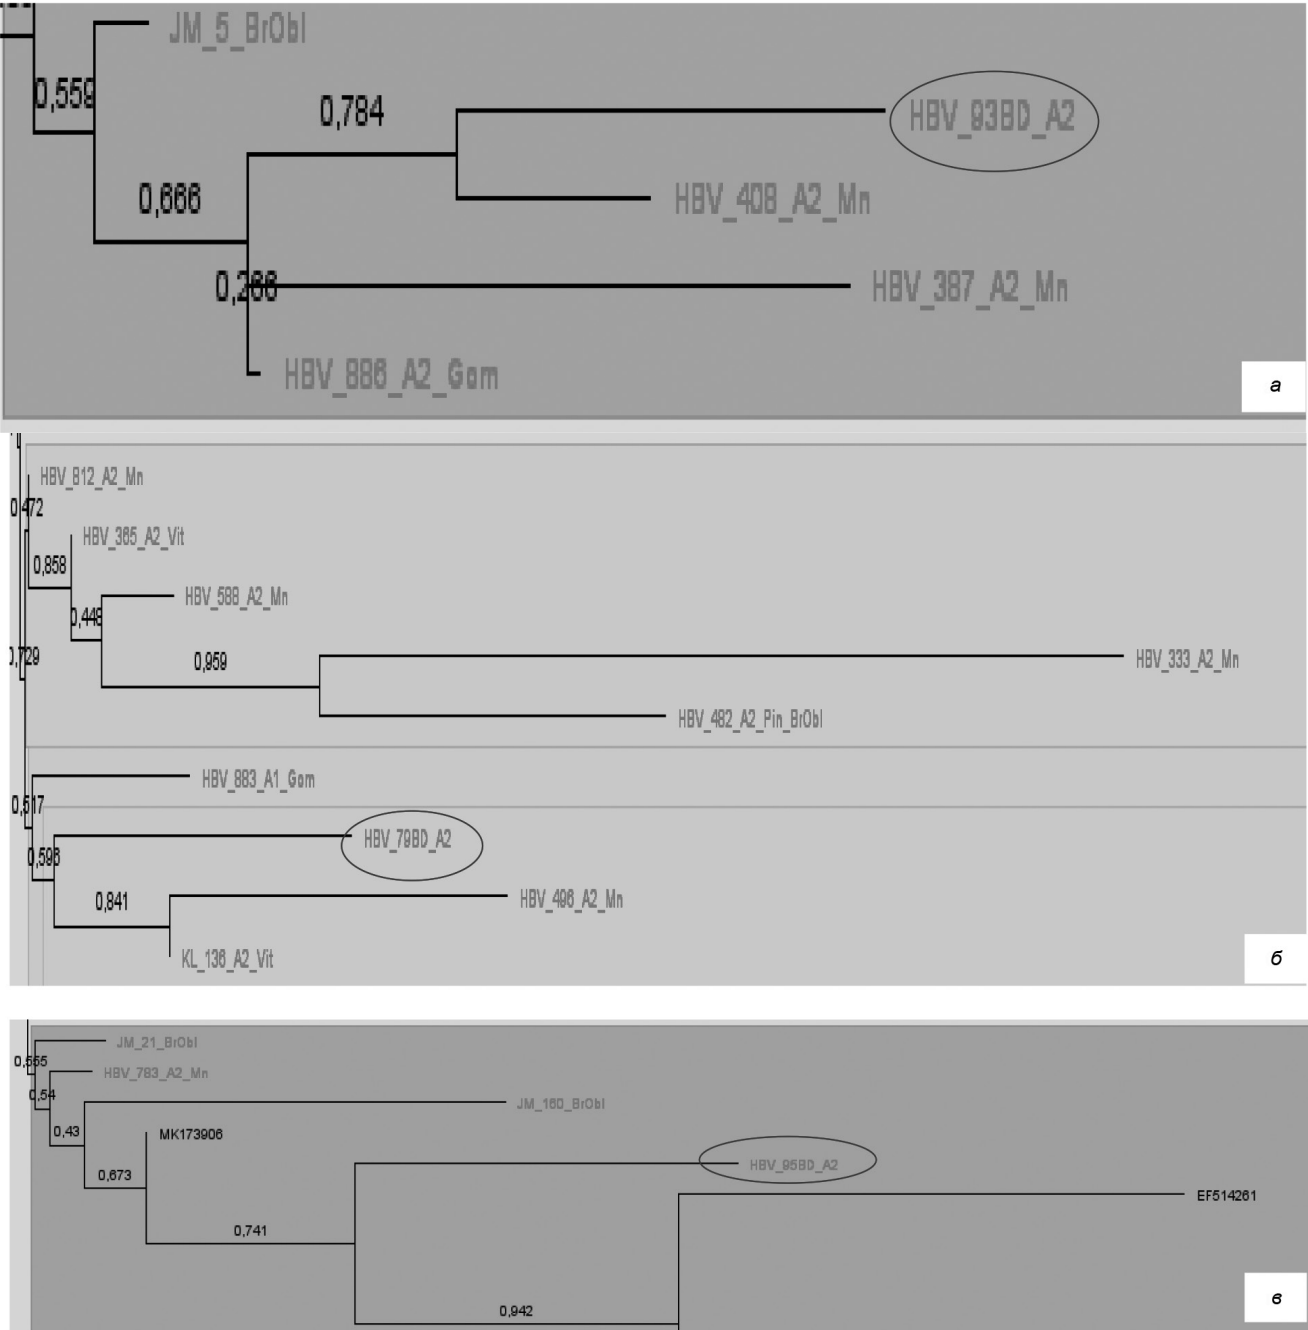 JM_5_BrObl
0,559
0,784
HBV_93BD_A2
0,666
HBV_408_A2_Mn
0,266
HBV_387_A2_Mn
HBV_886_A2_Gom
а
HBV_812_A2_Mn
0,472
HBV_365_A2_Vit
0,858
HBV_588_A2_Mn
0,448
0,729
0,959
HBV_333_A2_Mn
HBV_482_A2_Pin_BrObl
HBV_883_A1_Gom
0,517
HBV_79BD_A2
0,596
0,841
HBV_496_A2_Mn
KL_136_A2_Vit
б
JM_21_BrObl
0,555
HBV_783_A2_Mn
0,54
JM_160_BrObl
0,43
MK173906
0,673
HBV_95BD_A2
EF514261
0,741
в
0,942